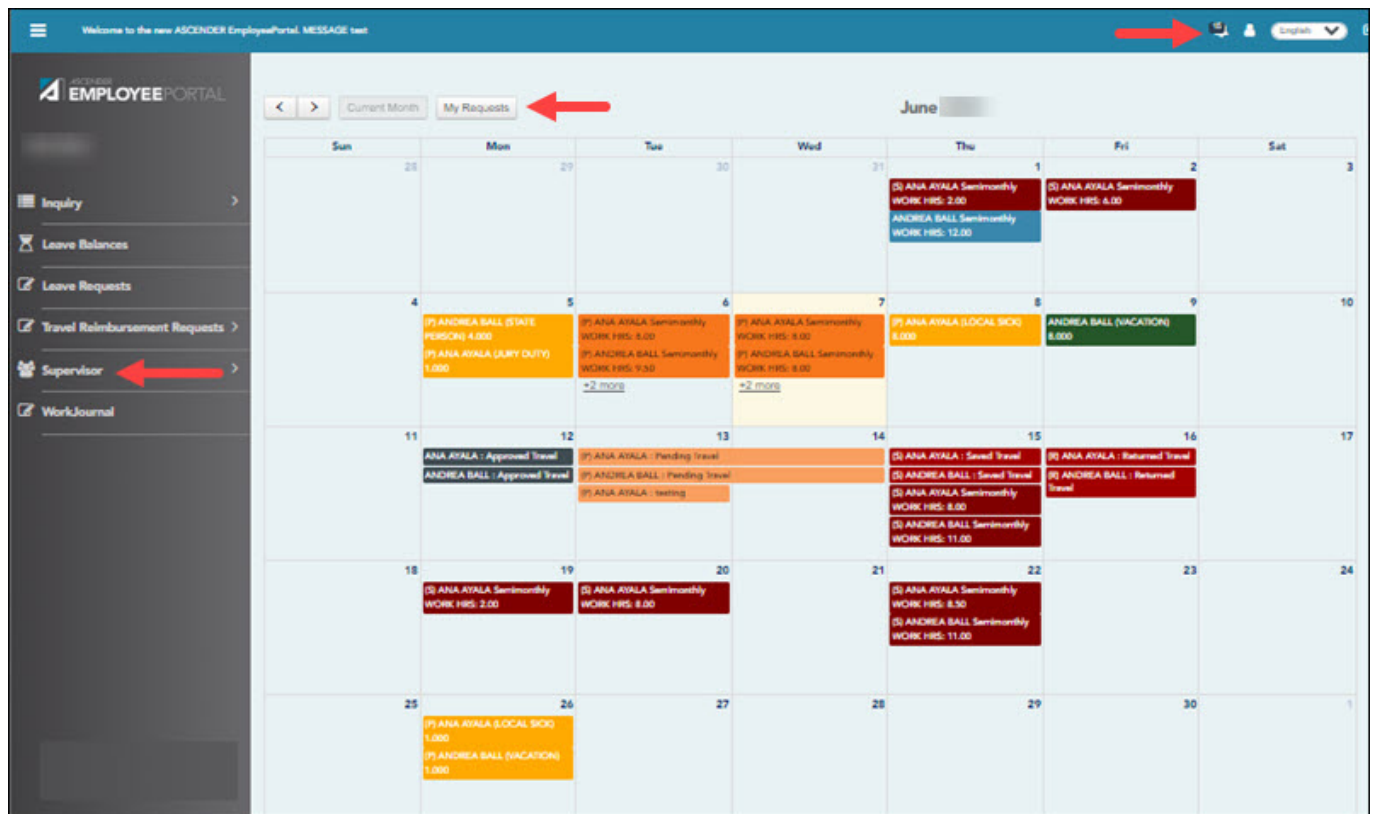 Welcome to the new ASCENDER EmployeePortal. MESSAGE test
English
ASCENDER
EMPLOYEEPORTAL
Inquiry
Leave Balances
Leave Requests
Travel Reimbursement Requests
Supervisor
WorkJournal
Current Month
My Requests
June
Sun Mon Tue Wed Thu Fri Sat
28 29 30 31 1 2 3
(S) ANA AYALA Semimonthly
WORK HRS: 2.00
ANDREA BALL Semimonthly
WORK HRS: 12.00
(S) ANA AYALA Semimonthly
WORK HRS: 6.00
4 5 6 7 8 9 10
(P) ANDREA BALL (STATE
PERSON) 4.000
(P) ANA AYALA (JURY DUTY)
1.000
(P) ANA AYALA Semimonthly
WORK HRS: 8.00
(P) ANDREA BALL Semimonthly
WORK HRS: 9.50
+2 more
(P) ANA AYALA Semimonthly
WORK HRS: 8.00
(P) ANDREA BALL Semimonthly
WORK HRS: 8.00
+2 more
(P) ANA AYALA (LOCAL SICK)
8.000
ANDREA BALL (VACATION)
8.000
11 12 13 14 15 16 17
ANA AYALA : Approved Travel
ANDREA BALL : Approved Travel
(P) ANA AYALA : Pending Travel
(P) ANDREA BALL : Pending Travel
(P) ANA AYALA : testing
(S) ANA AYALA : Saved Travel
(S) ANDREA BALL : Saved Travel
(S) ANA AYALA Semimonthly
WORK HRS: 8.00
(S) ANDREA BALL Semimonthly
WORK HRS: 11.00
(R) ANA AYALA : Returned Travel
(R) ANDREA BALL : Returned
Travel
18 19 20 21 22 23 24
(S) ANA AYALA Semimonthly
WORK HRS: 2.00
(S) ANA AYALA Semimonthly
WORK HRS: 8.00
(S) ANA AYALA Semimonthly
WORK HRS: 8.50
(S) ANDREA BALL Semimonthly
WORK HRS: 11.00
25 26 27 28 29 30 1
(P) ANA AYALA (LOCAL SICK)
1.000
(P) ANDREA BALL (VACATION)
1.000